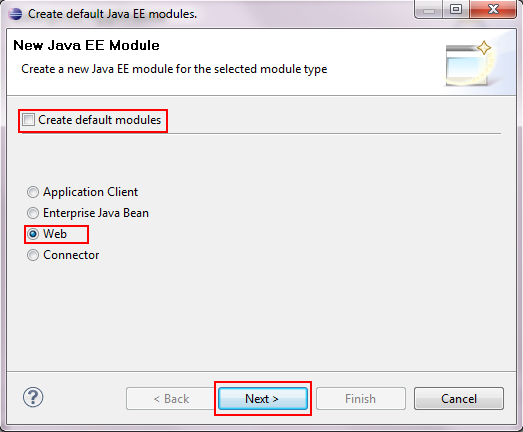 Create default Java EE modules.
New Java EE Module
Create a new Java EE module for the selected module type
Create default modules
Application Client
Enterprise Java Bean
Web
Connector
?
< Back
Next >
Finish
Cancel